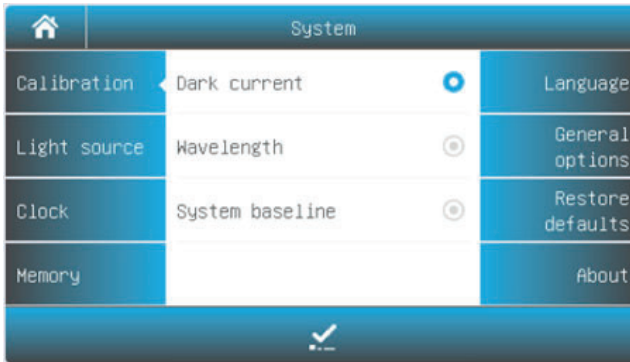 System
Calibration
Dark current
Language
Light source
Wavelength
General
options
Clock
System baseline
Restore
defaults
Memory
About